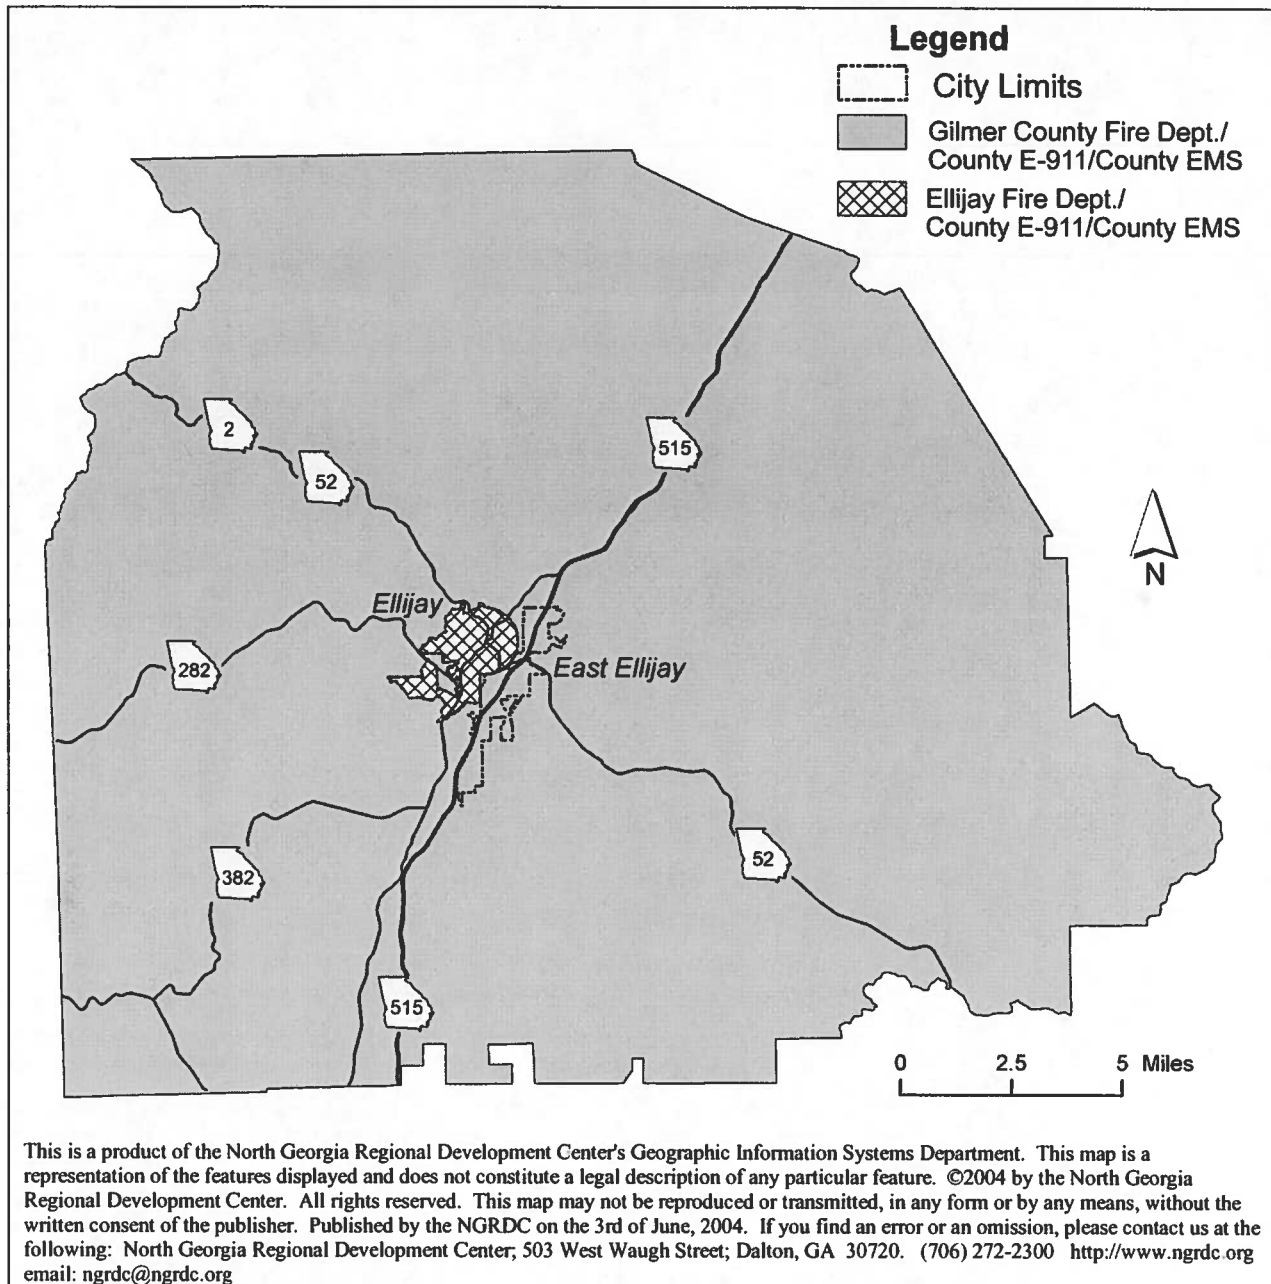 Legend
City Limits
Gilmer County Fire Dept./
County E-911/County EMS
Ellijay Fire Dept./
County E-911/County EMS
2
52
515
N
Ellijay
282
East Ellijay
382
52
515
0 2.5 5 Miles
This is a product of the North Georgia Regional Development Center's Geographic Information Systems Department. This map is a
representation of the features displayed and does not constitute a legal description of any particular feature. ©2004 by the North Georgia
Regional Development Center. All rights reserved. This map may not be reproduced or transmitted, in any form or by any means, without the
written consent of the publisher. Published by the NGRDC on the 3rd of June, 2004. If you find an error or an omission, please contact us at the
following: North Georgia Regional Development Center; 503 West Waugh Street; Dalton, GA 30720. (706) 272-2300 http://www.ngrdc.org
email: ngrdc@ngrdc.org